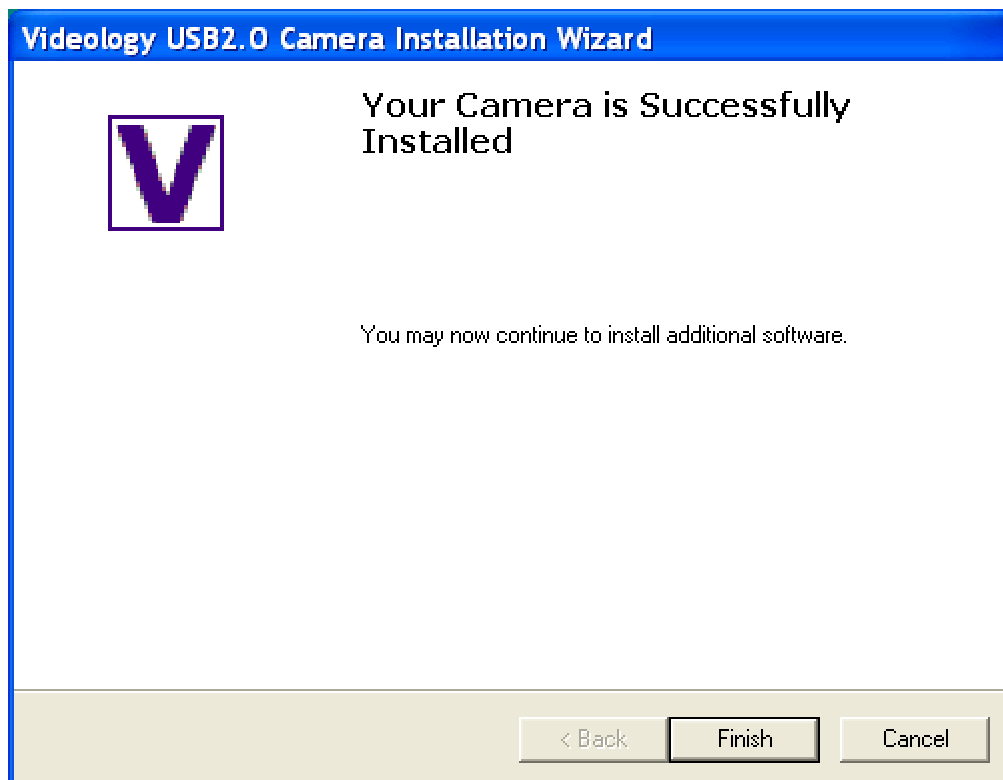 Videology USB2.0 Camera Installation Wizard
V
Your Camera is Successfully
Installed
You may now continue to install additional software.
< Back
Finish
Cancel